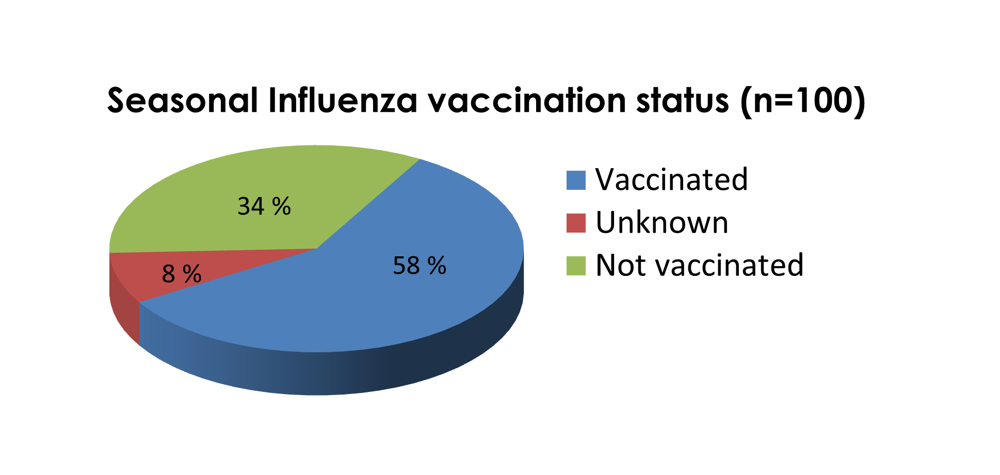 Seasonal Influenza vaccination status (n=100)
34 %
8 %
58 %
Vaccinated
Unknown
Not vaccinated